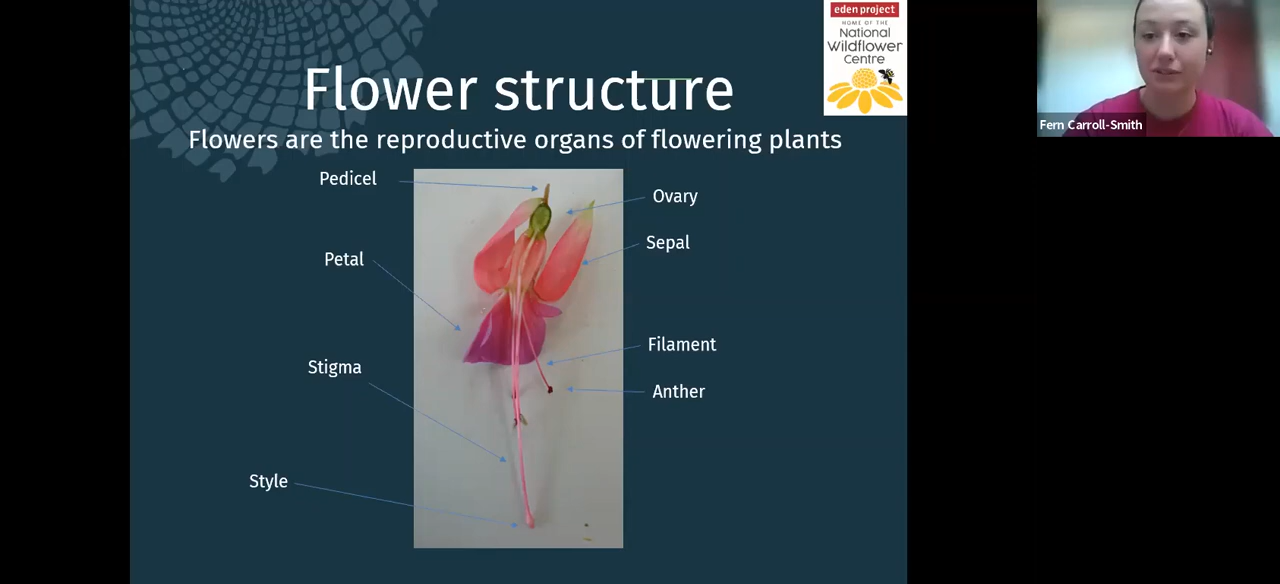 eden project
HOME OF THE
National
Wildflower
Centre
Fern Carroll-Smith
Flower structure
Flowers are the reproductive organs of flowering plants
Pedicel
Ovary
Sepal
Petal
Filament
Stigma
Anther
Style